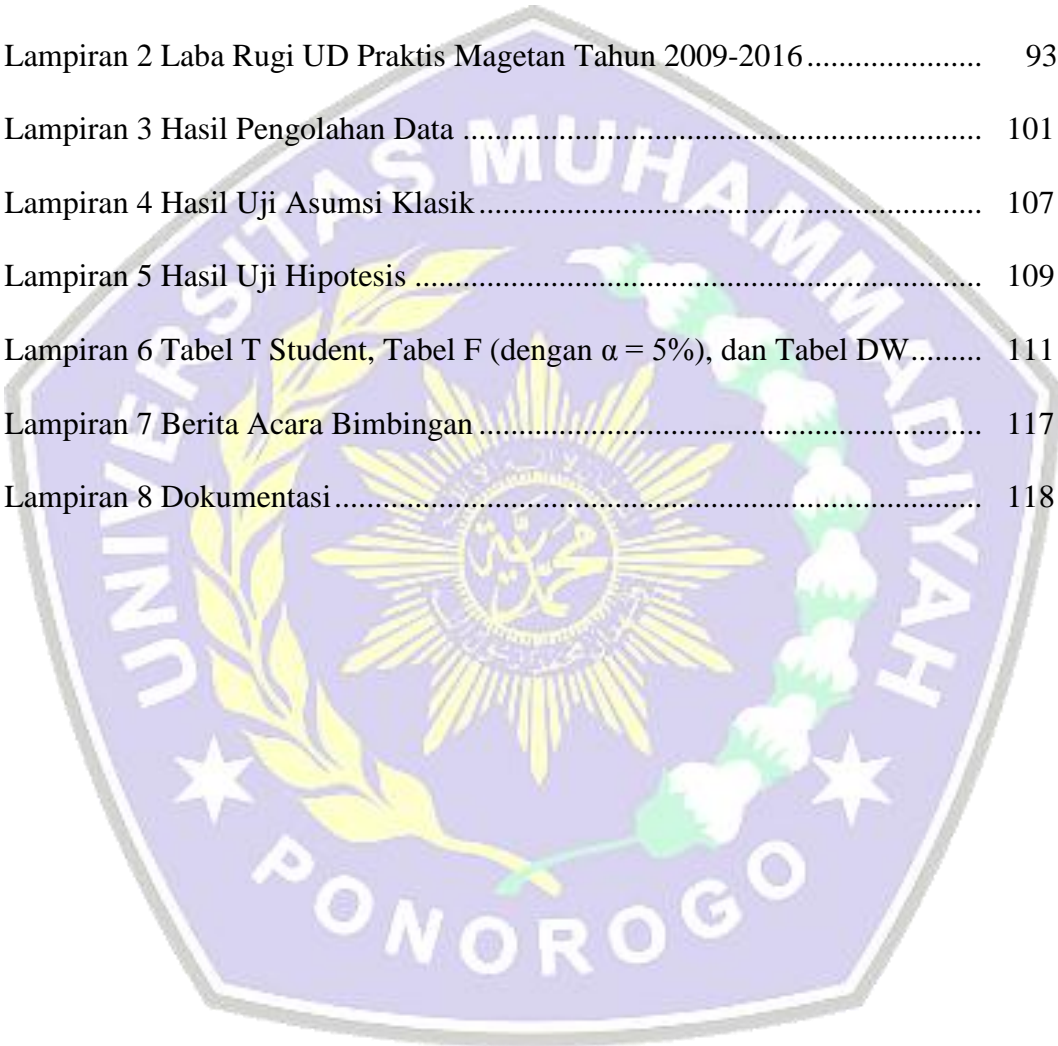 Lampiran 2 Laba Rugi UD Praktis Magetan Tahun 2009-2016 ..................... 93
Lampiran 3 Hasil Pengolahan Data ............................................................... 101
Lampiran 4 Hasil Uji Asumsi Klasik ............................................................. 107
Lampiran 5 Hasil Uji Hipotesis ..................................................................... 109
Lampiran 6 Tabel T Student, Tabel F (dengan α = 5%), dan Tabel DW ......... 111
Lampiran 7 Berita Acara Bimbingan ............................................................. 117
Lampiran 8 Dokumentasi ............................................................................... 118
UNIVERSITAS MUHAMMADIYAH
محمدية
PONOROGO